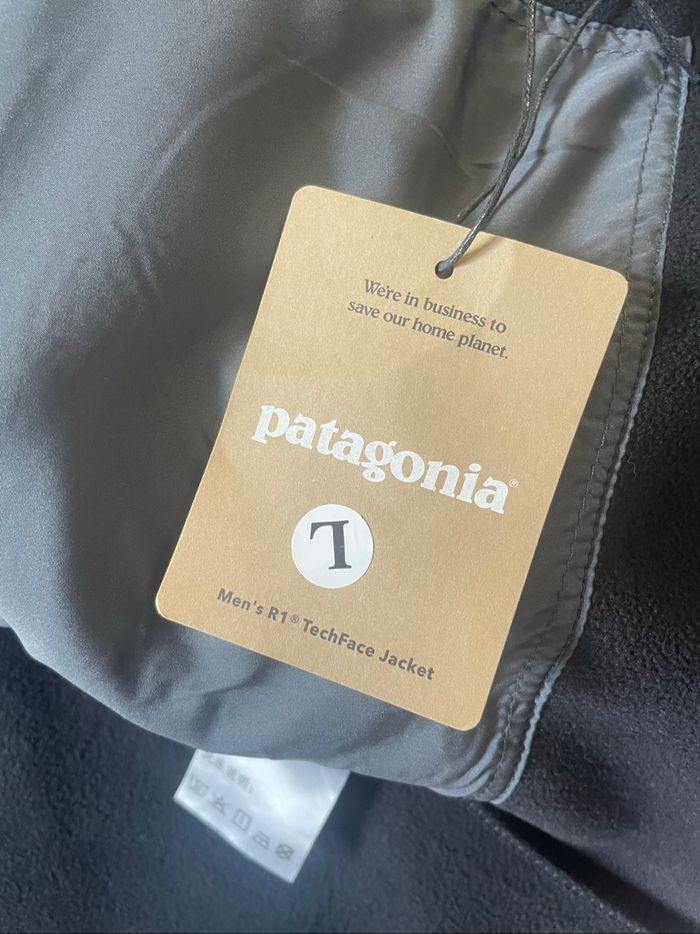 We're in business to
save our home planet.
patagonia®
L
Men's R1® TechFace Jacket